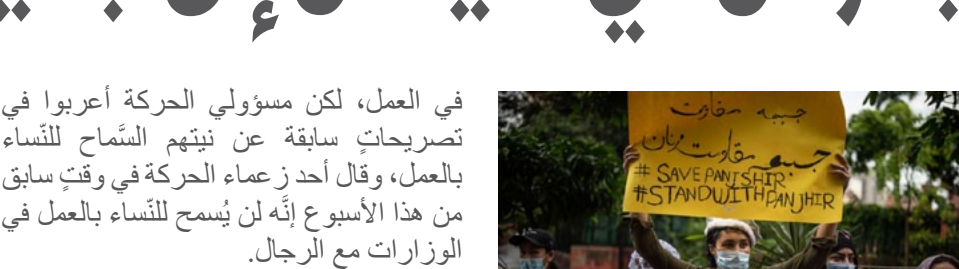 في العمل، لكن مسؤولي الحركة أعربوا في
تصريحاتٍ سابقة عن نيتهم السَّماح للنّساء
بالعمل، وقال أحد زعماء الحركة في وقتٍ سابق
من هذا الأسبوع إنَّه لن يُسمح للنّساء بالعمل في
الوزارات مع الرجال.
جبهه مقاومت
جبهه مقاومت زنان
# SAVE PANJSHIR
#STANDWITHPANJHIR